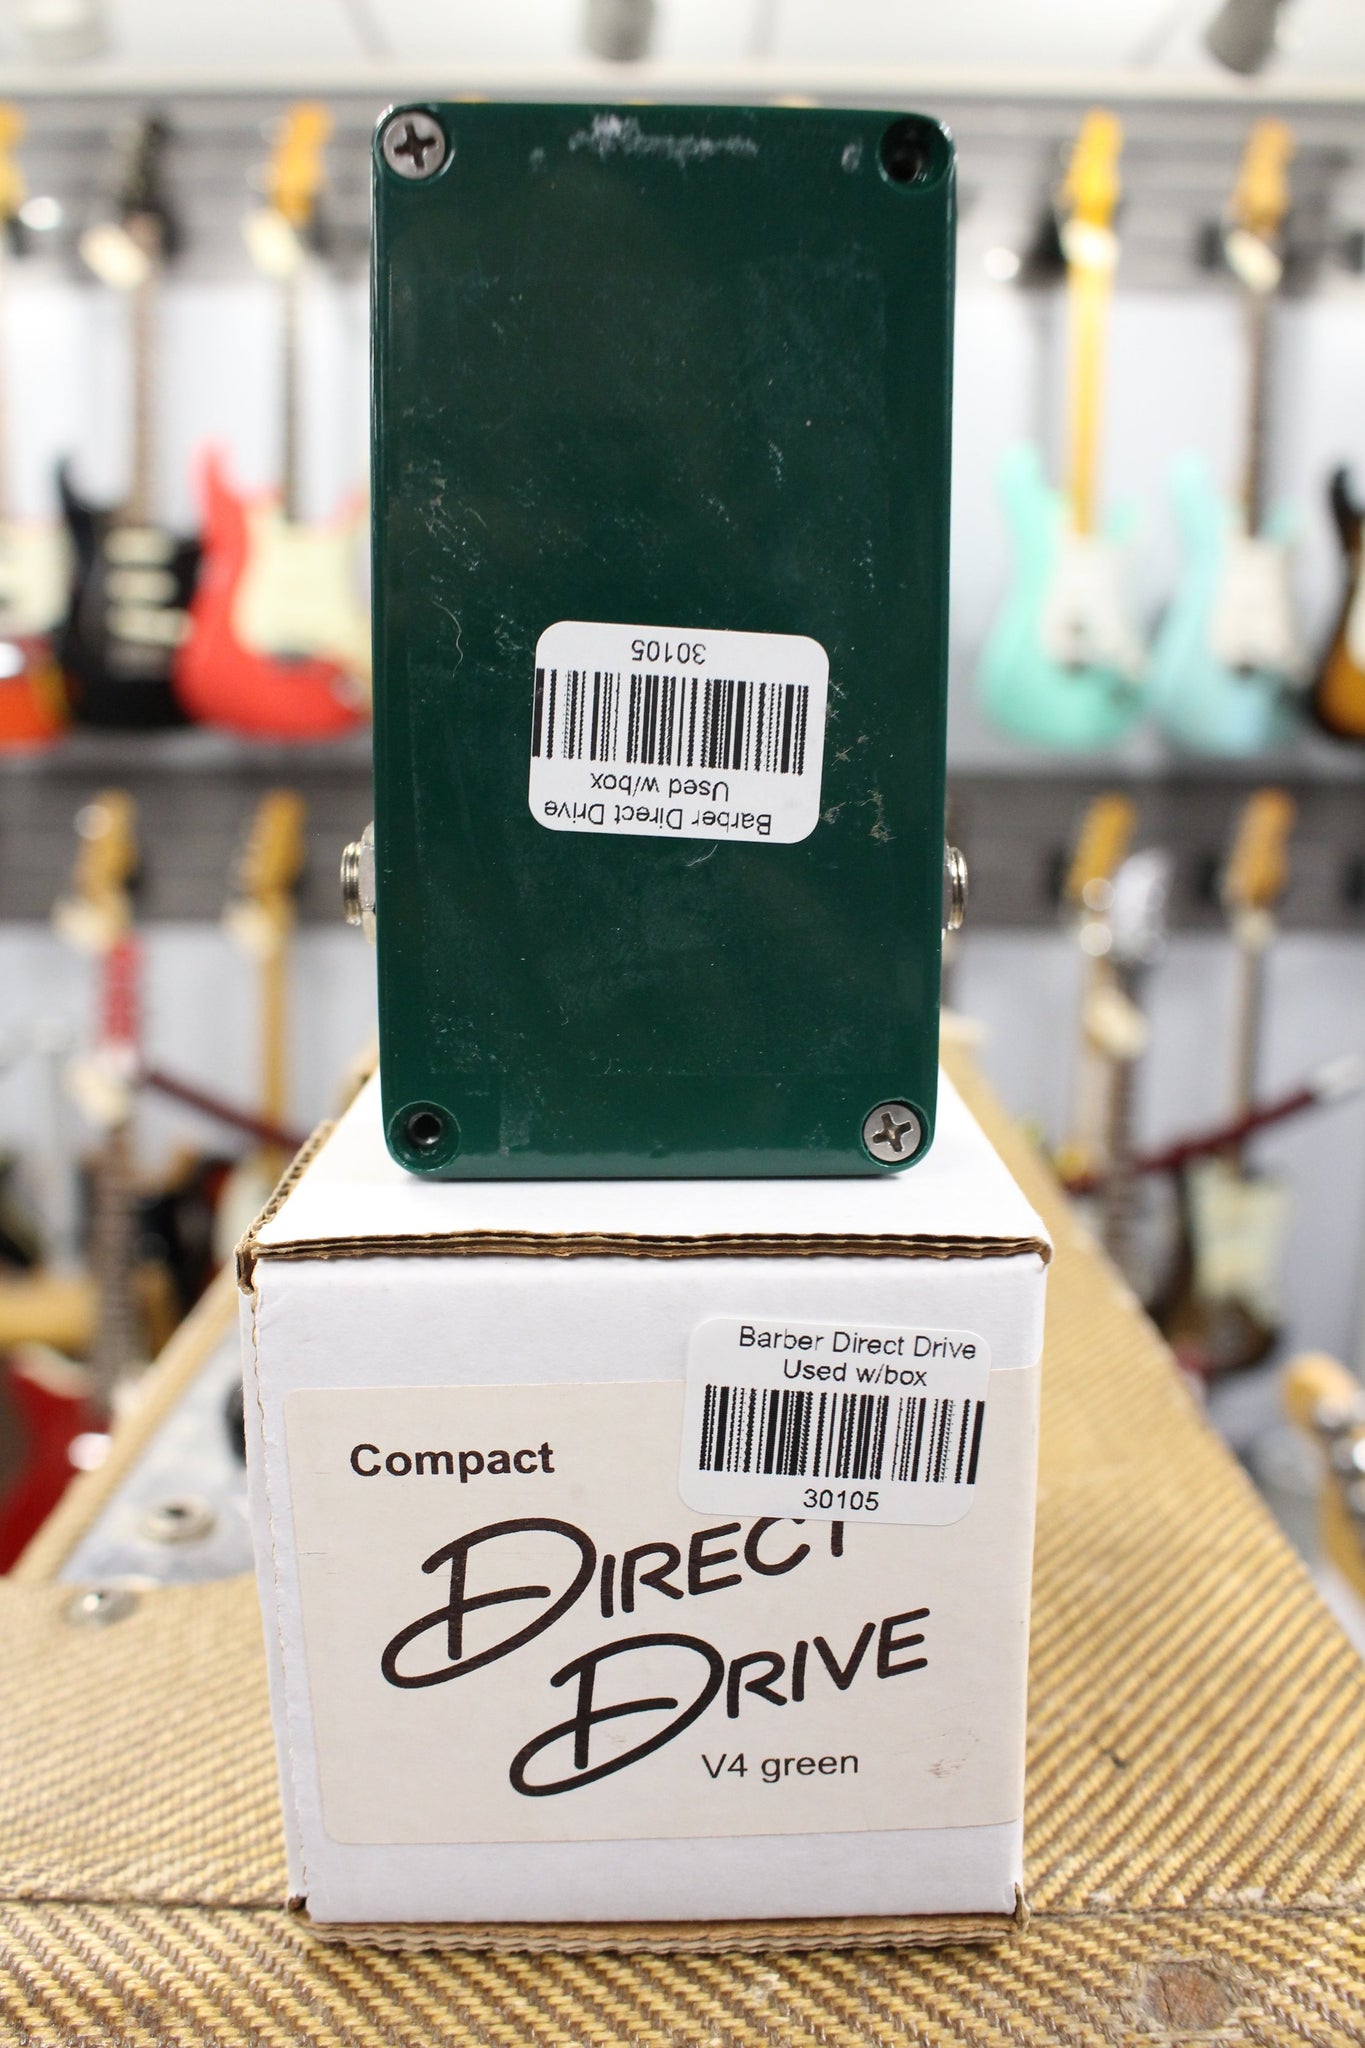 30105
Used w/box
Barber Direct Drive
Barber Direct Drive
Used w/box
30105
Compact
DIRECT
DRIVE
V4 green